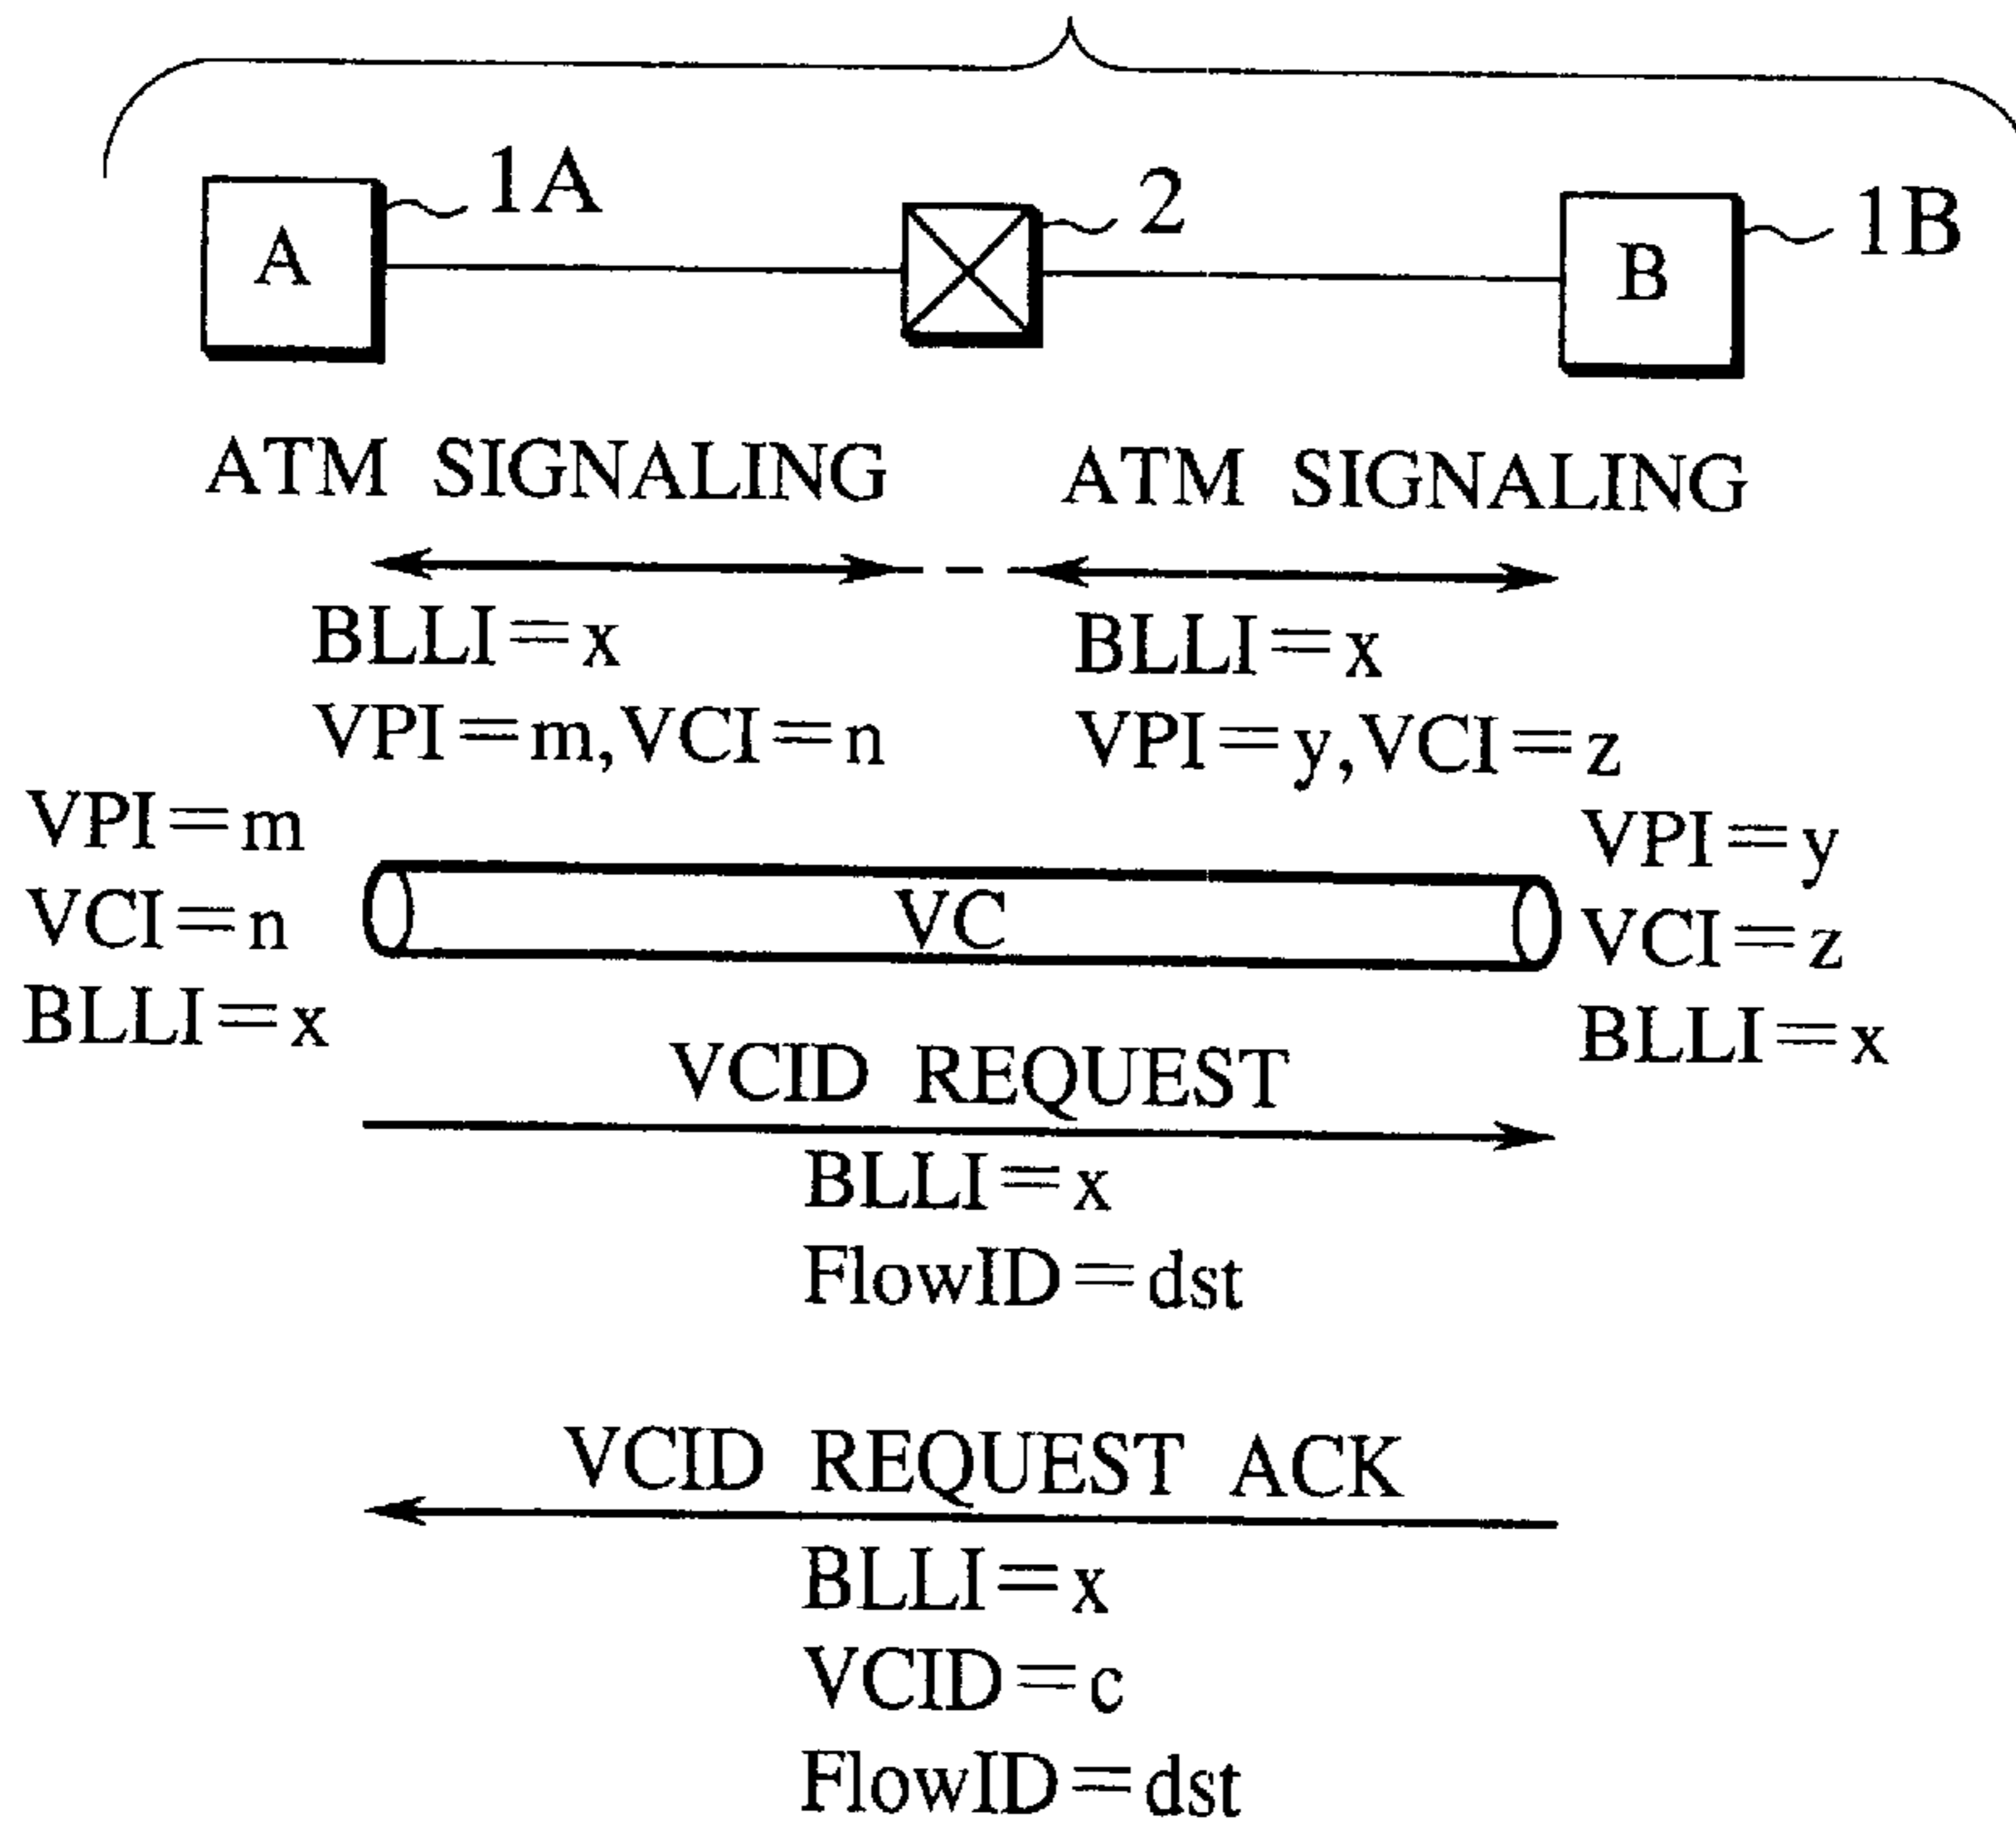 1A
2
1B
A
B
ATM SIGNALING
ATM SIGNALING
BLLI=x
BLLI=x
VPI=m,VCI=n
VPI=y,VCI=z
VPI=m
VCI=n
BLLI=x
VC
VPI=y
VCI=z
BLLI=x
VCID REQUEST
BLLI=x
FlowID=dst
VCID REQUEST ACK
BLLI=x
VCID=c
FlowID=dst